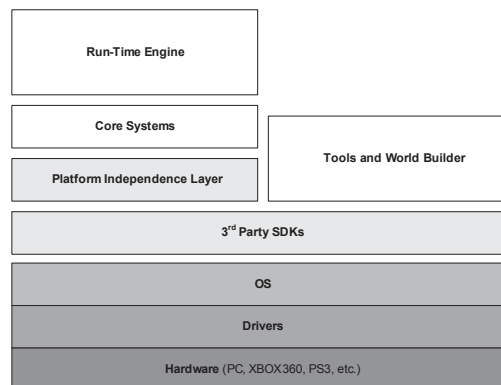 Run-Time Engine
Core Systems
Platform Independence Layer
Tools and World Builder
3rd Party SDKs
OS
Drivers
Hardware (PC, XBOX360, PS3, etc.)